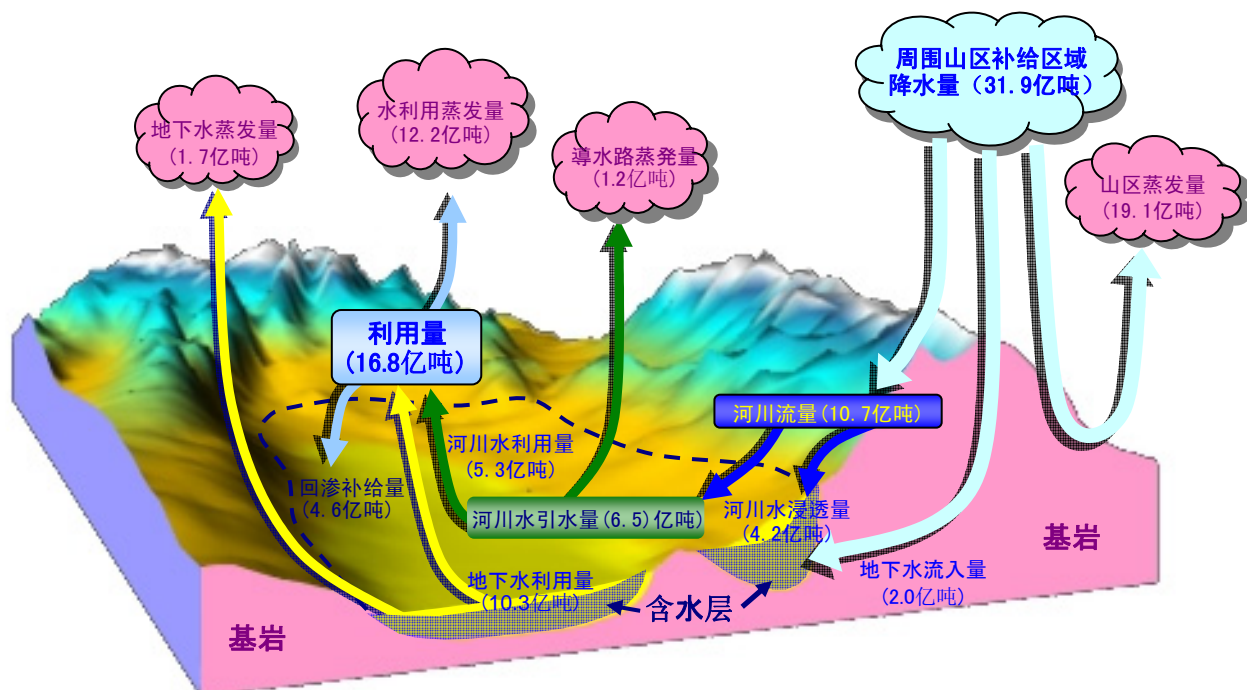 周围山区补给区域
降水量（31.9亿吨）
水利用蒸发量
(12.2亿吨)
地下水蒸发量
(1.7亿吨)
導水路蒸発量
(1.2亿吨)
山区蒸发量
(19.1亿吨)
利用量
(16.8亿吨)
河川流量(10.7亿吨)
河川水利用量
(5.3亿吨)
回渗补给量
(4.6亿吨)
河川水引水量(6.5)亿吨)
河川水浸透量
(4.2亿吨)
基岩
地下水流入量
(2.0亿吨)
地下水利用量
(10.3亿吨)
含水层
基岩